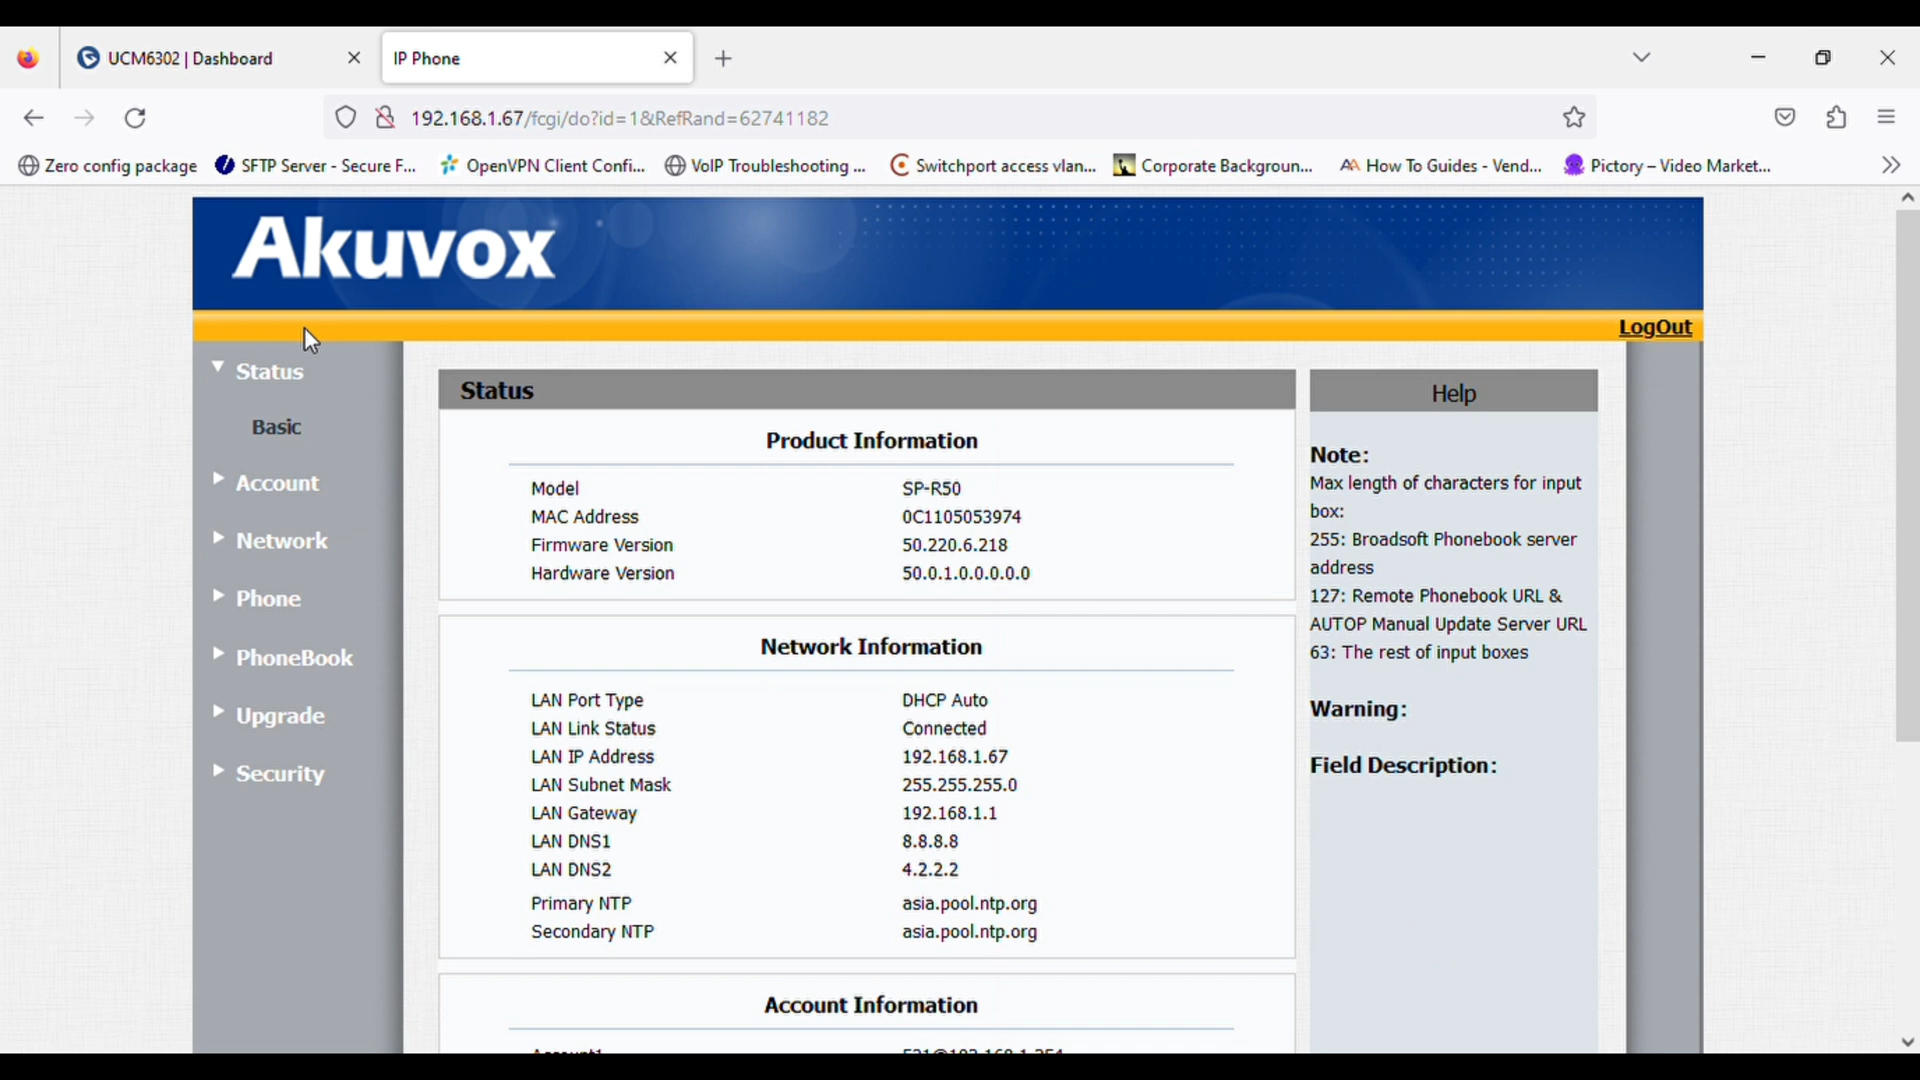 UCM6302 | Dashboard
IP Phone
192.168.1.67/fcgi/do?id=1&RefRand=62741182
Zero config package
SFTP Server - Secure F...
OpenVPN Client Confi...
VoIP Troubleshooting ...
Switchport access vlan...
Corporate Backgroun...
How To Guides - Vend...
Pictory – Video Market...
Akuvox
LogOut
Status
Basic
Account
Network
Phone
PhoneBook
Upgrade
Security
Status
Product Information
Model SP-R50
MAC Address 0C1105053974
Firmware Version 50.220.6.218
Hardware Version 50.0.1.0.0.0.0.0
Network Information
LAN Port Type DHCP Auto
LAN Link Status Connected
LAN IP Address 192.168.1.67
LAN Subnet Mask 255.255.255.0
LAN Gateway 192.168.1.1
LAN DNS1 8.8.8.8
LAN DNS2 4.2.2.2
Primary NTP asia.pool.ntp.org
Secondary NTP asia.pool.ntp.org
Account Information
Help
Note:
Max length of characters for input
box:
255: Broadsoft Phonebook server
address
127: Remote Phonebook URL &
AUTOP Manual Update Server URL
63: The rest of input boxes
Warning:
Field Description: